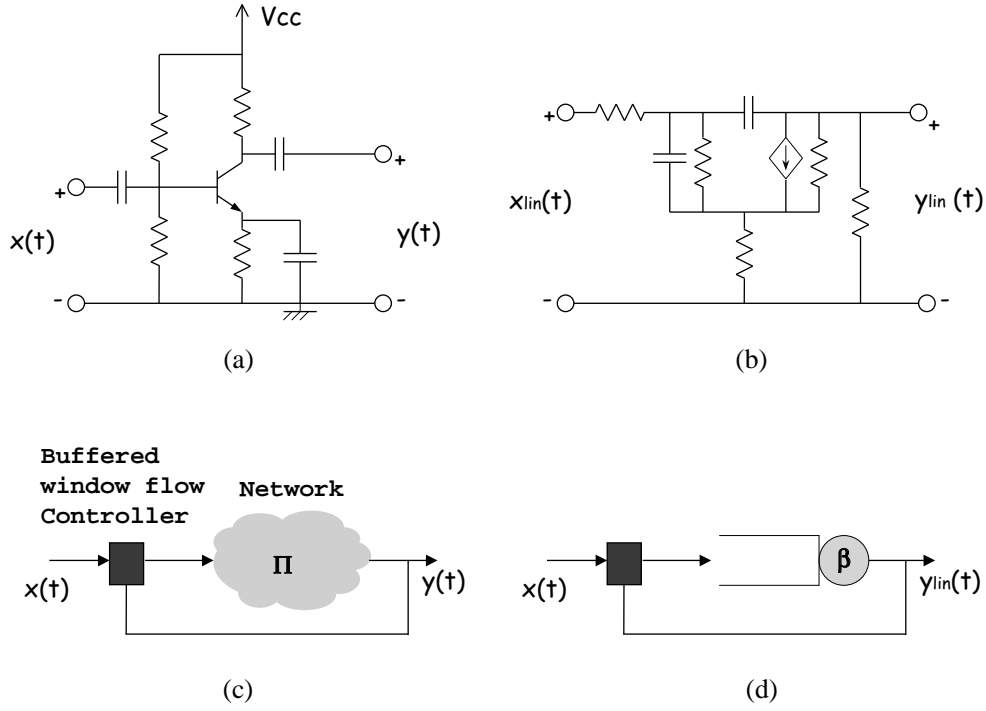 Vcc
+
x(t)
-
+
y(t)
-
(a)
+
xlin(t)
-
+
ylin (t)
-
(b)
Buffered
window flow
Controller
Network
Π
x(t)
y(t)
(c)
β
x(t)
ylin(t)
(d)